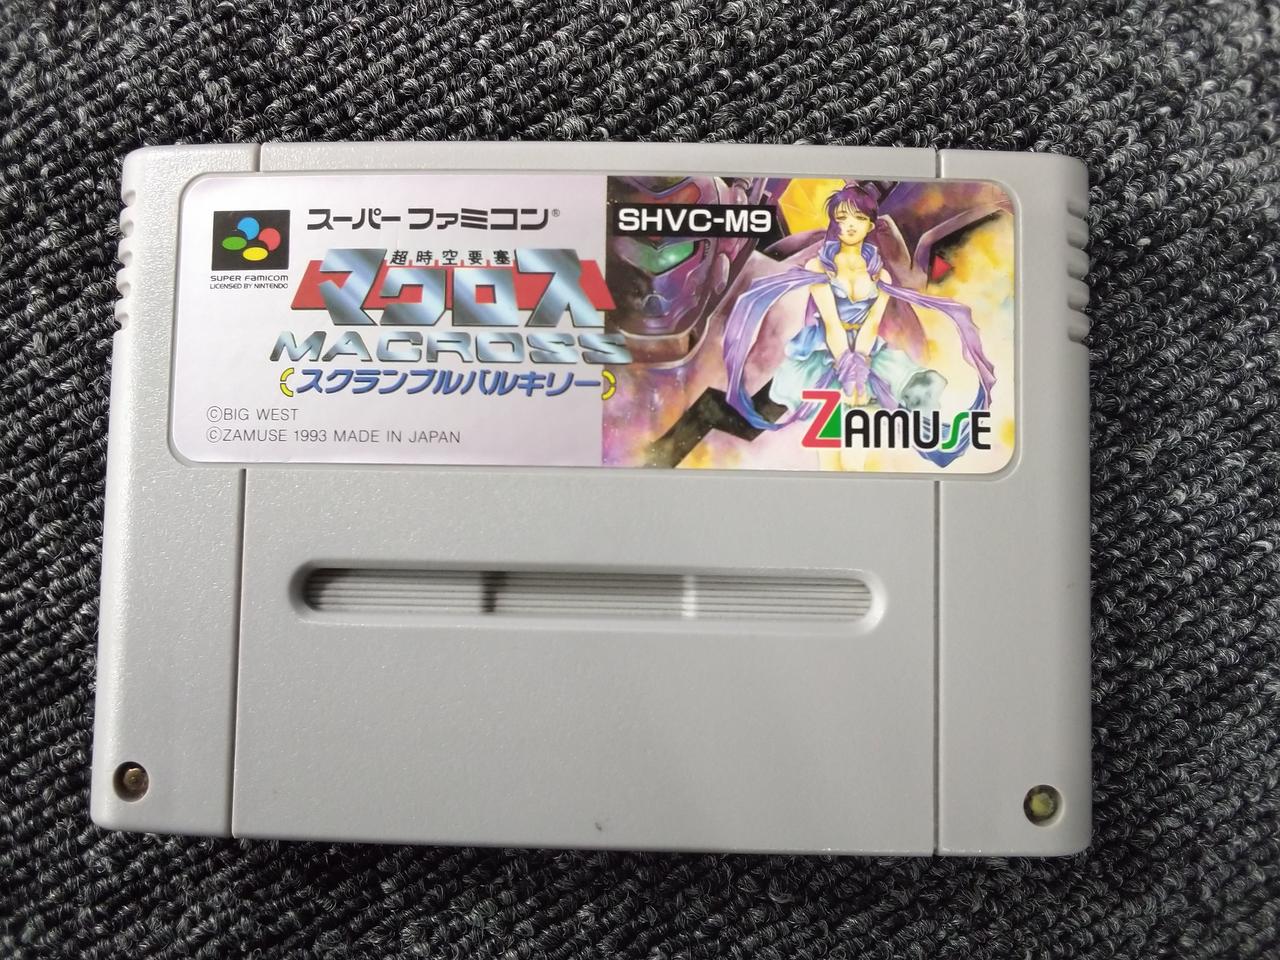 スーパーファミコン®
SUPER FAMICOM
LICENSED BY NINTENDO
超時空要塞
マクロス
MACROSS
スクランブルバルキリー
©BIG WEST
©ZAMUSE 1993 MADE IN JAPAN
SHVC-M9
ZAMUSE